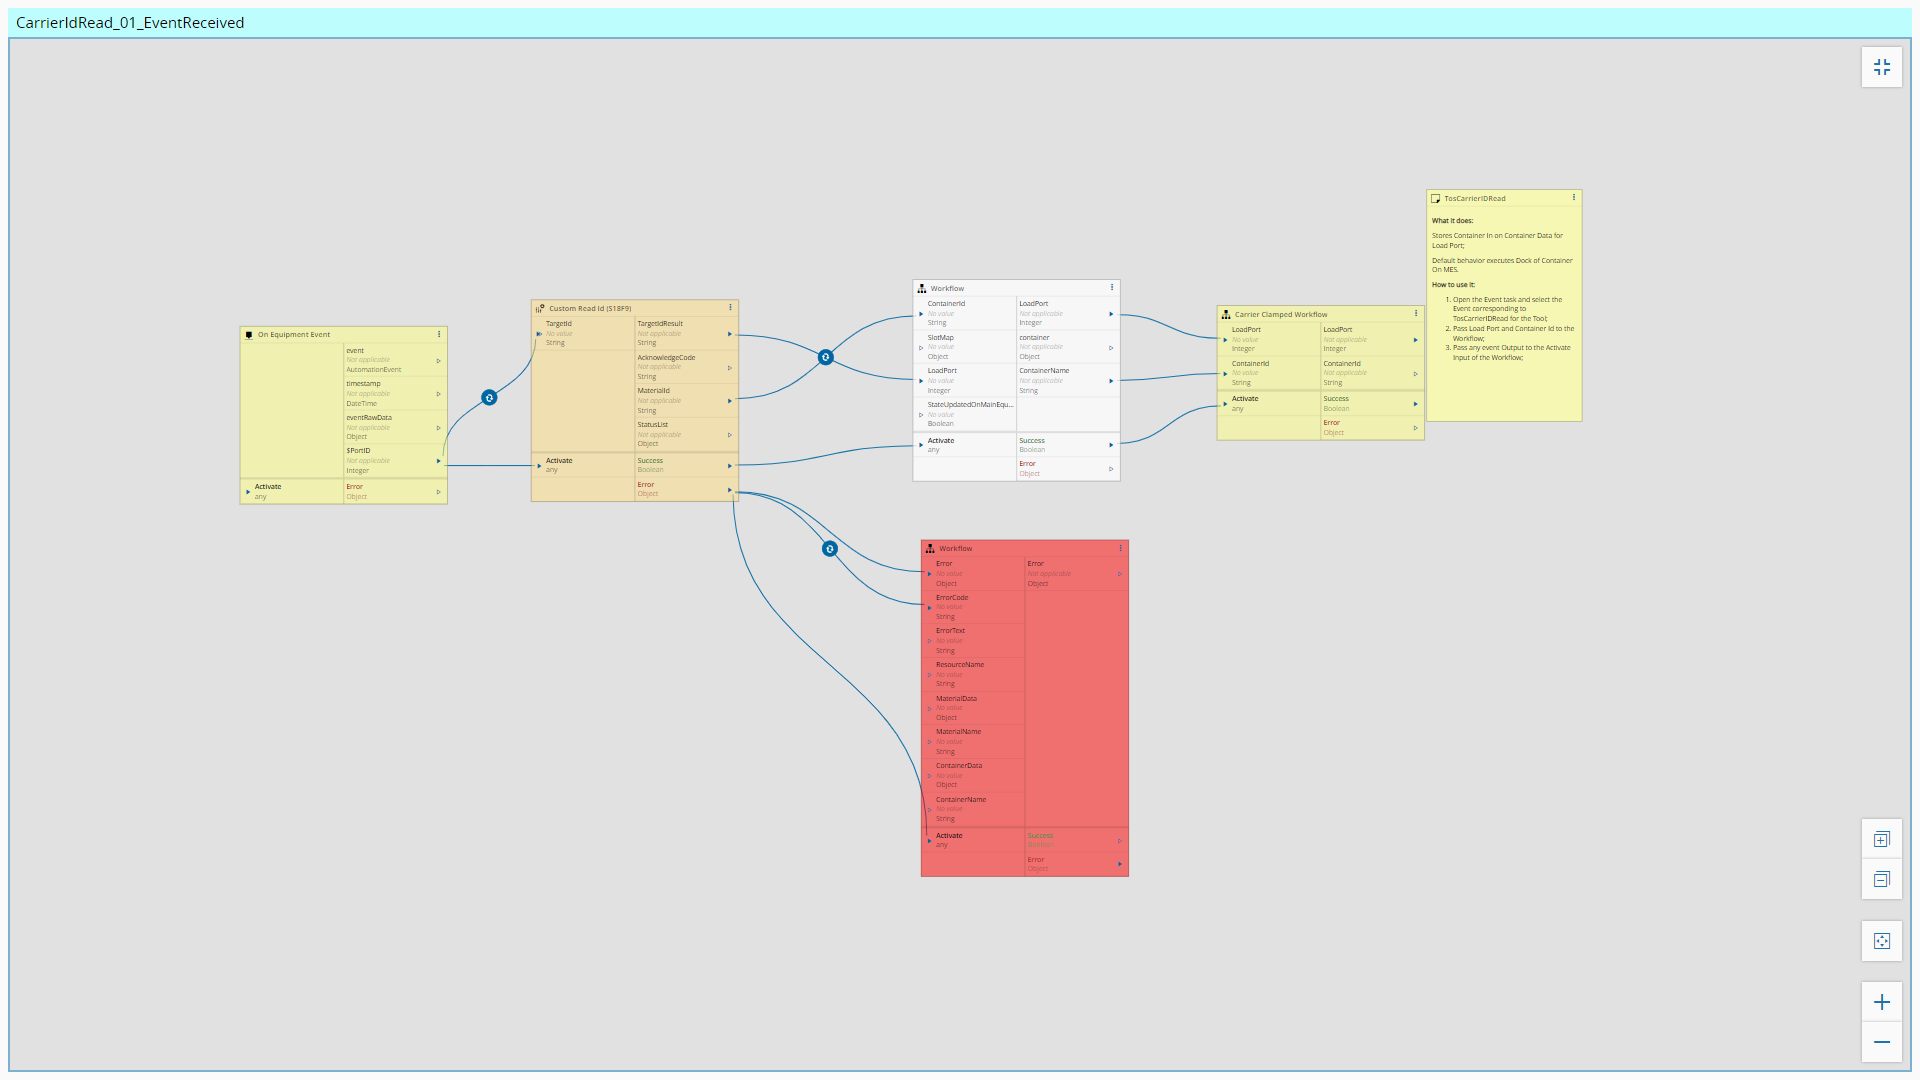 CarrierIdRead_01_EventReceived
On Equipment Event
event
Not applicable
AutomationEvent
timestamp
Not applicable
DateTime
eventRawData
Not applicable
Object
$PortID
Not applicable
Integer
Activate
any
Error
Object
Custom Read Id (S18F9)
TargetId
No value
String
TargetIdResult
Not applicable
String
AcknowledgeCode
Not applicable
String
MaterialId
Not applicable
String
StatusList
Not applicable
Object
Activate
any
Success
Boolean
Error
Object
Workflow
ContainerId
No value
String
SlotMap
No value
Object
LoadPort
No value
Integer
StateUpdatedOnMainEqu...
No value
Boolean
LoadPort
Not applicable
Integer
container
Not applicable
Object
ContainerName
Not applicable
String
Activate
any
Success
Boolean
Error
Object
Carrier Clamped Workflow
LoadPort
No value
Integer
ContainerId
No value
String
LoadPort
Not applicable
Integer
ContainerId
Not applicable
String
Activate
any
Success
Boolean
Error
Object
TosCarrierIDRead
What it does:
Stores Container In on Container Data for
Load Port;
Default behavior executes Dock of Container
On MES.
How to use it:
1. Open the Event task and select the
Event corresponding to
TosCarrierIDRead for the Tool;
2. Pass Load Port and Container Id to the
Workflow;
3. Pass any event Output to the Activate
Input of the Workflow;
Workflow
Error
No value
Object
ErrorCode
No value
String
ErrorText
No value
String
ResourceName
No value
String
MaterialData
No value
Object
MaterialName
No value
String
ContainerData
No value
Object
ContainerName
No value
String
Error
Not applicable
Object
Activate
any
Success
Boolean
Error
Object